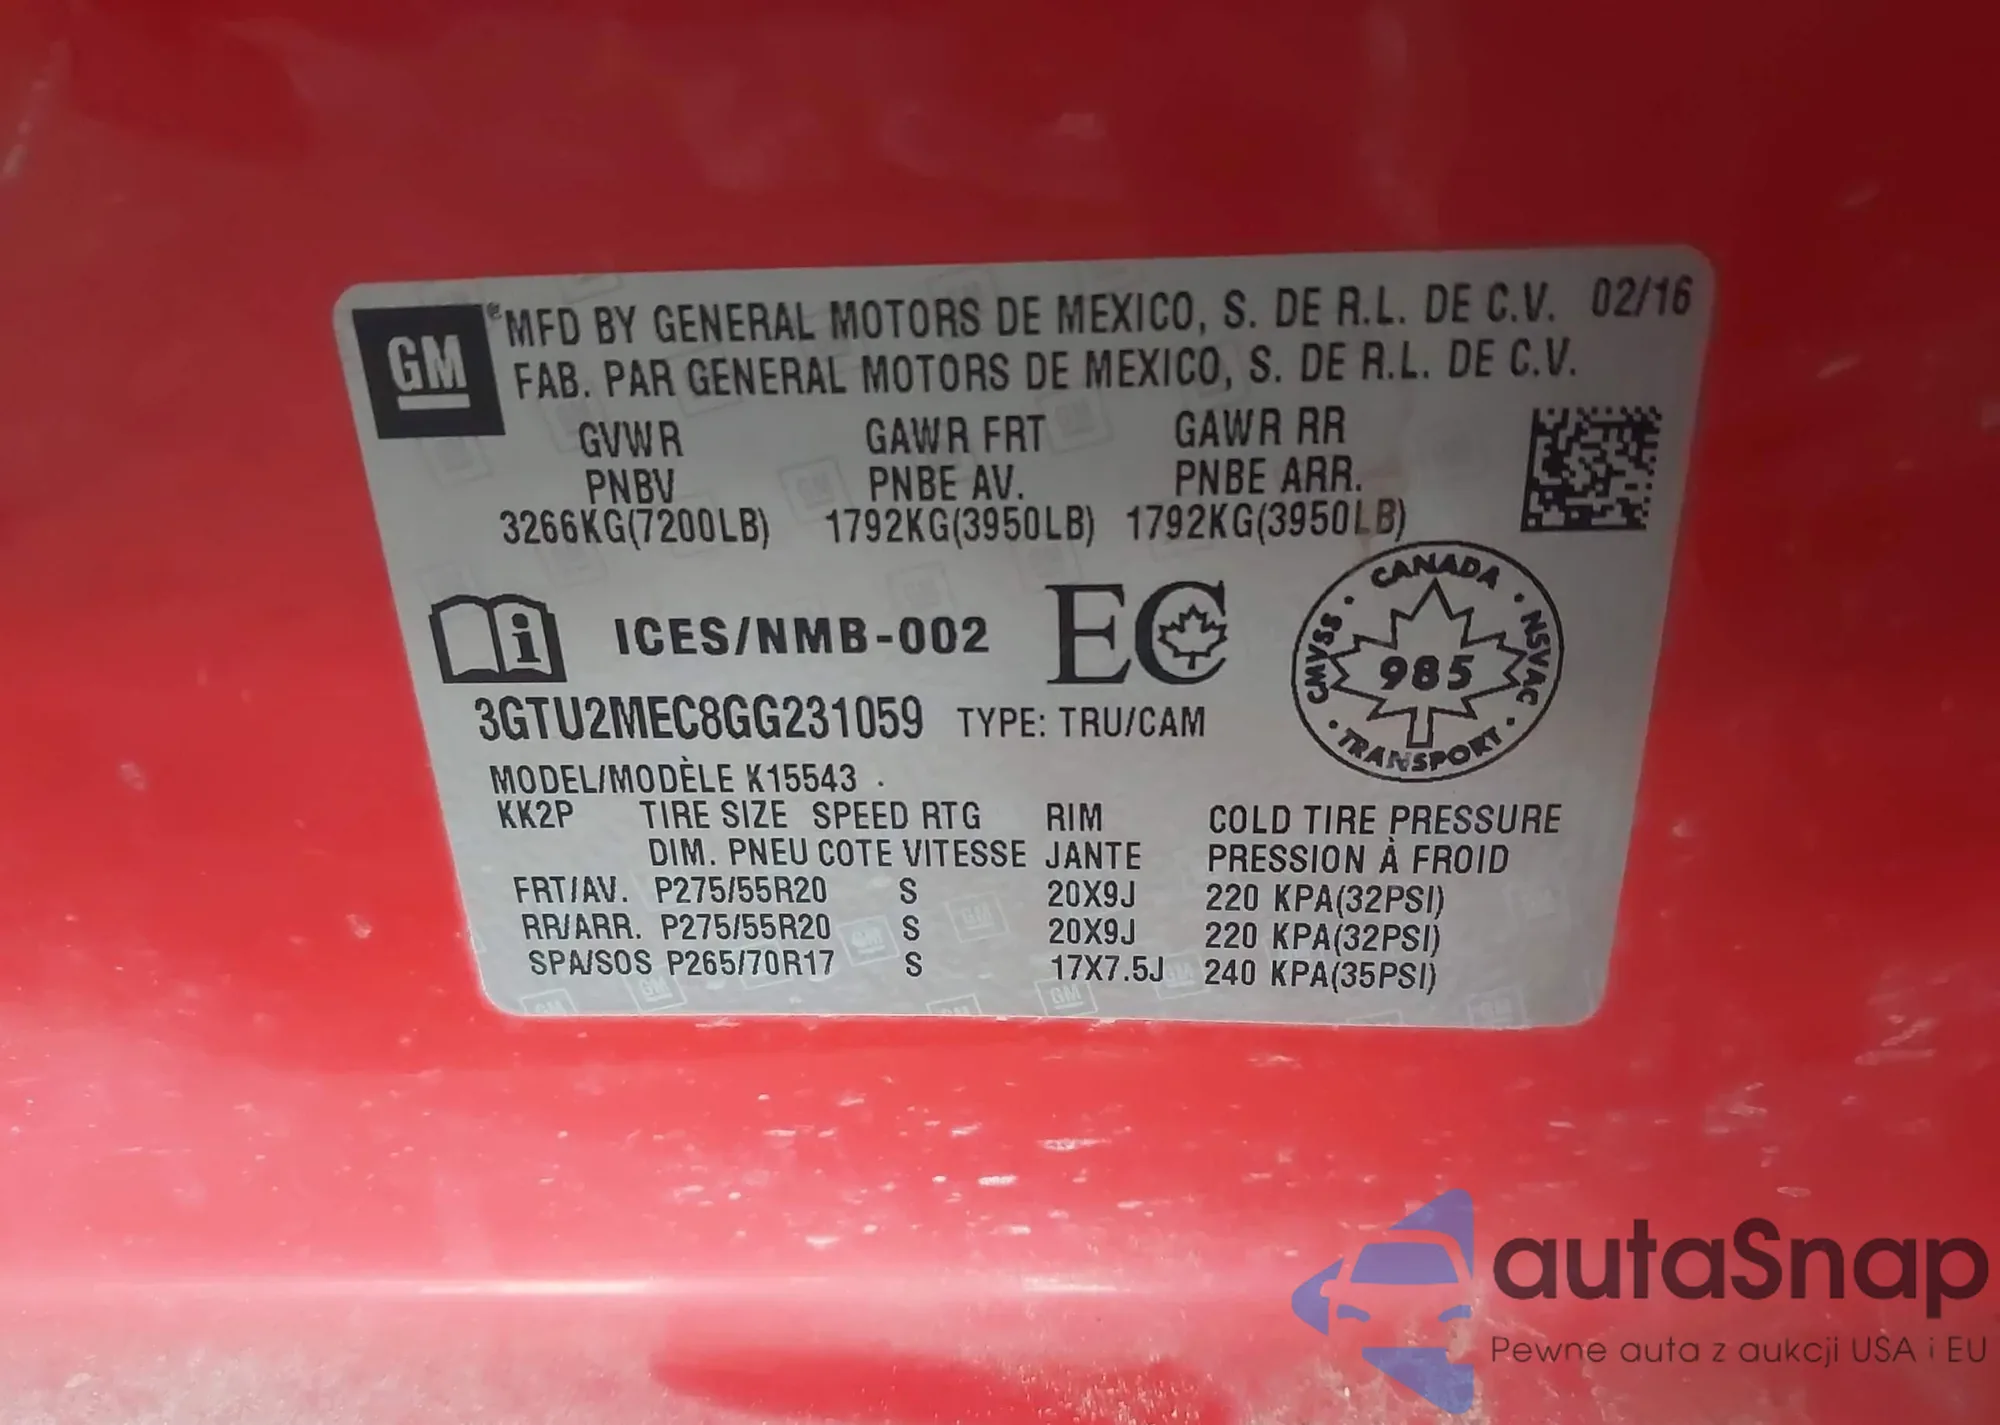 GM
MFD BY GENERAL MOTORS DE MEXICO, S. DE R.L. DE C.V. 02/16
FAB. PAR GENERAL MOTORS DE MEXICO, S. DE R.L. DE C.V.
GVWR GAWR FRT GAWR RR
PNBV PNBE AV. PNBE ARR.
3266KG(7200LB) 1792KG(3950LB) 1792KG(3950LB)
i ICES/NMB-002 EC
CANADA · NSVAC · TRANSPORT · CMVSS ·
985
3GTU2MEC8GG231059 TYPE: TRU/CAM
MODEL/MODÈLE K15543
KK2P TIRE SIZE SPEED RTG RIM COLD TIRE PRESSURE
DIM. PNEU COTE VITESSE JANTE PRESSION À FROID
FRT/AV. P275/55R20 S 20X9J 220 KPA(32PSI)
RR/ARR. P275/55R20 S 20X9J 220 KPA(32PSI)
SPA/SOS P265/70R17 S 17X7.5J 240 KPA(35PSI)
autaSnap
Pewne auta z aukcji USA i EU